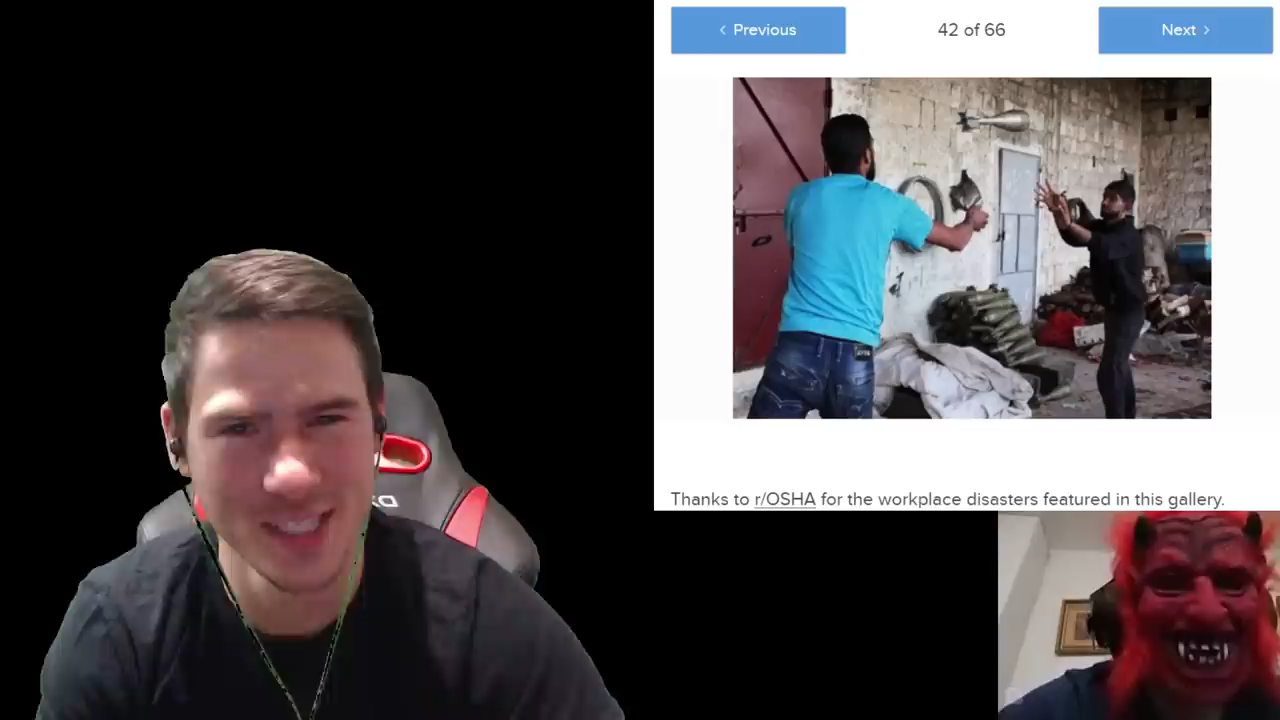 Previous
42 of 66
Next
Thanks to r/OSHA for the workplace disasters featured in this gallery.